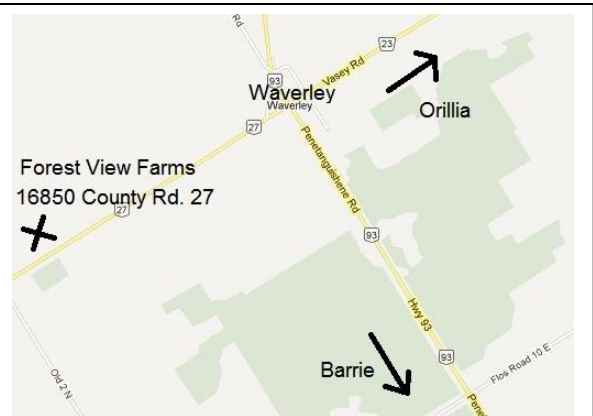 Rd
23
Vasey Rd
93
Waverley
Waverley
Orillia
27
Penetanguishene Rd
Forest View Farms
16850 County Rd. 27
27
93
Hwy 93
Old 2 N
Barrie
93
Flos Road 10 E
Pene